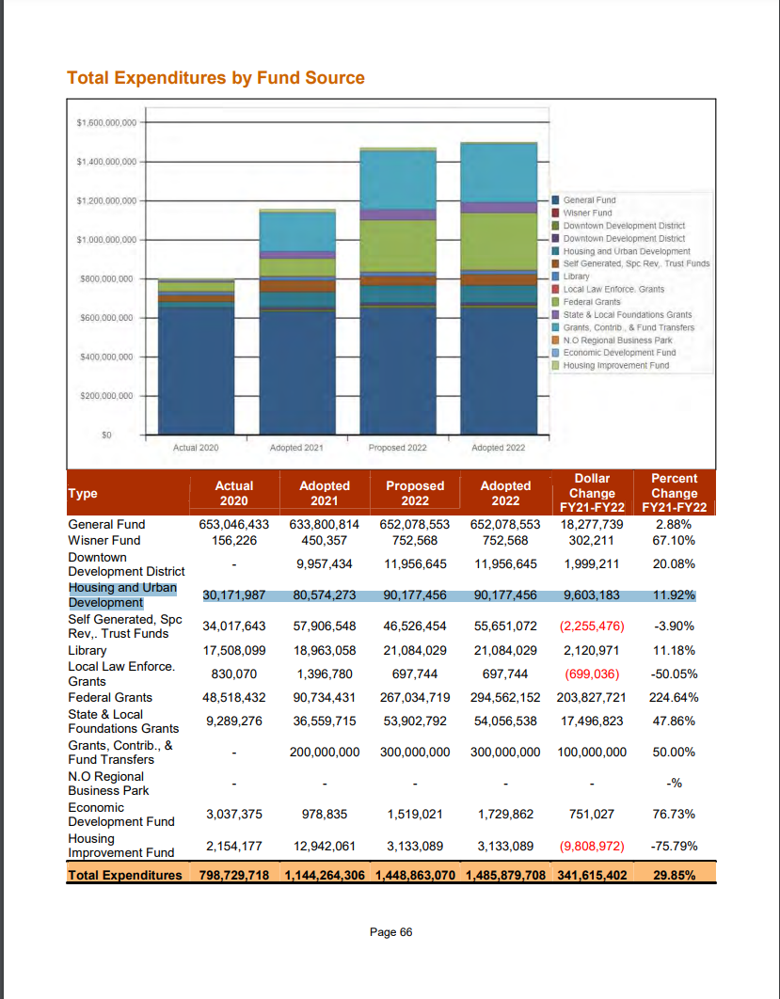 Total Expenditures by Fund Source
$1,600,000,000
$1,400,000,000
$1,200,000,000
$1,000,000,000
$800,000,000
$600,000,000
$400,000,000
$200,000,000
$0
Actual 2020
Adopted 2021
Proposed 2022
Adopted 2022
General Fund
Wisner Fund
Downtown Development District
Downtown Development District
Housing and Urban Development
Self Generated, Spc Rev,. Trust Funds
Library
Local Law Enforce. Grants
Federal Grants
State & Local Foundations Grants
Grants, Contrib., & Fund Transfers
N.O Regional Business Park
Economic Development Fund
Housing Improvement Fund
Type Actual 2020 Adopted 2021 Proposed 2022 Adopted 2022 Dollar Change FY21-FY22 Percent Change FY21-FY22
General Fund 653,046,433 633,800,814 652,078,553 652,078,553 18,277,739 2.88%
Wisner Fund 156,226 450,357 752,568 752,568 302,211 67.10%
Downtown
Development District - 9,957,434 11,956,645 11,956,645 1,999,211 20.08%
Housing and Urban
Development 30,171,987 80,574,273 90,177,456 90,177,456 9,603,183 11.92%
Self Generated, Spc
Rev,. Trust Funds 34,017,643 57,906,548 46,526,454 55,651,072 (2,255,476) -3.90%
Library 17,508,099 18,963,058 21,084,029 21,084,029 2,120,971 11.18%
Local Law Enforce.
Grants 830,070 1,396,780 697,744 697,744 (699,036) -50.05%
Federal Grants 48,518,432 90,734,431 267,034,719 294,562,152 203,827,721 224.64%
State & Local
Foundations Grants 9,289,276 36,559,715 53,902,792 54,056,538 17,496,823 47.86%
Grants, Contrib., &
Fund Transfers - 200,000,000 300,000,000 300,000,000 100,000,000 50.00%
N.O Regional
Business Park - - - - - -%
Economic
Development Fund 3,037,375 978,835 1,519,021 1,729,862 751,027 76.73%
Housing
Improvement Fund 2,154,177 12,942,061 3,133,089 3,133,089 (9,808,972) -75.79%
Total Expenditures 798,729,718 1,144,264,306 1,448,863,070 1,485,879,708 341,615,402 29.85%
Page 66